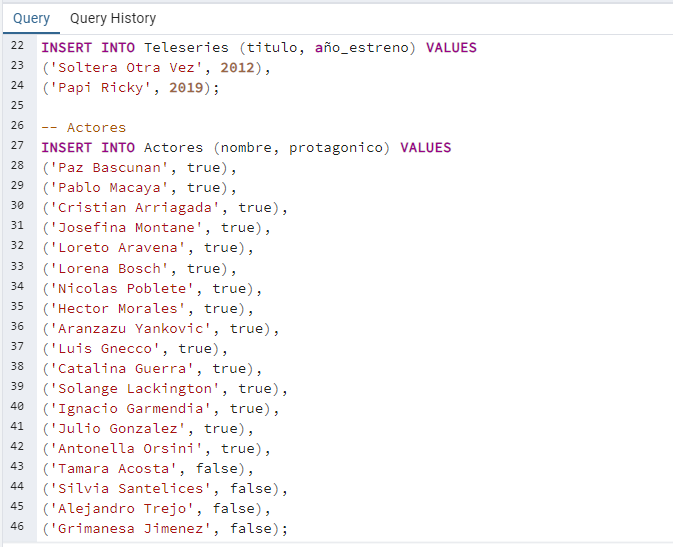 Query Query History
22 INSERT INTO Teleseries (titulo, año_estreno) VALUES
23 ('Soltera Otra Vez', 2012),
24 ('Papi Ricky', 2019);
25
26 -- Actores
27 INSERT INTO Actores (nombre, protagonico) VALUES
28 ('Paz Bascunan', true),
29 ('Pablo Macaya', true),
30 ('Cristian Arriagada', true),
31 ('Josefina Montane', true),
32 ('Loreto Aravena', true),
33 ('Lorena Bosch', true),
34 ('Nicolas Poblete', true),
35 ('Hector Morales', true),
36 ('Aranzazu Yankovic', true),
37 ('Luis Gnecco', true),
38 ('Catalina Guerra', true),
39 ('Solange Lackington', true),
40 ('Ignacio Garmendia', true),
41 ('Julio Gonzalez', true),
42 ('Antonella Orsini', true),
43 ('Tamara Acosta', false),
44 ('Silvia Santelices', false),
45 ('Alejandro Trejo', false),
46 ('Grimanesa Jimenez', false);